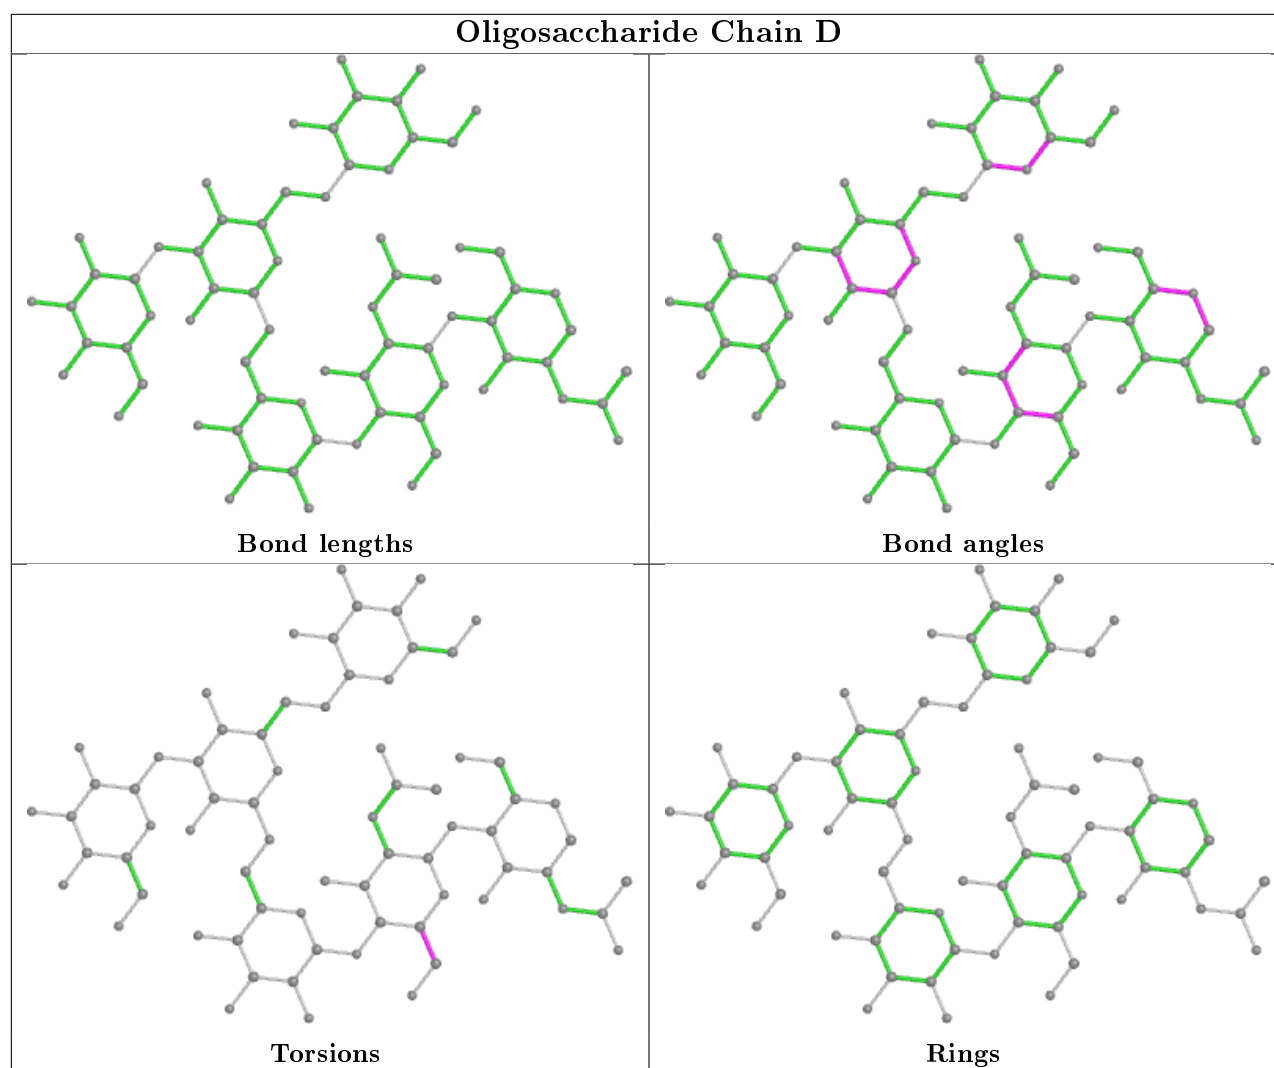 Oligosaccharide Chain D
Bond lengths
Bond angles
Torsions
Rings